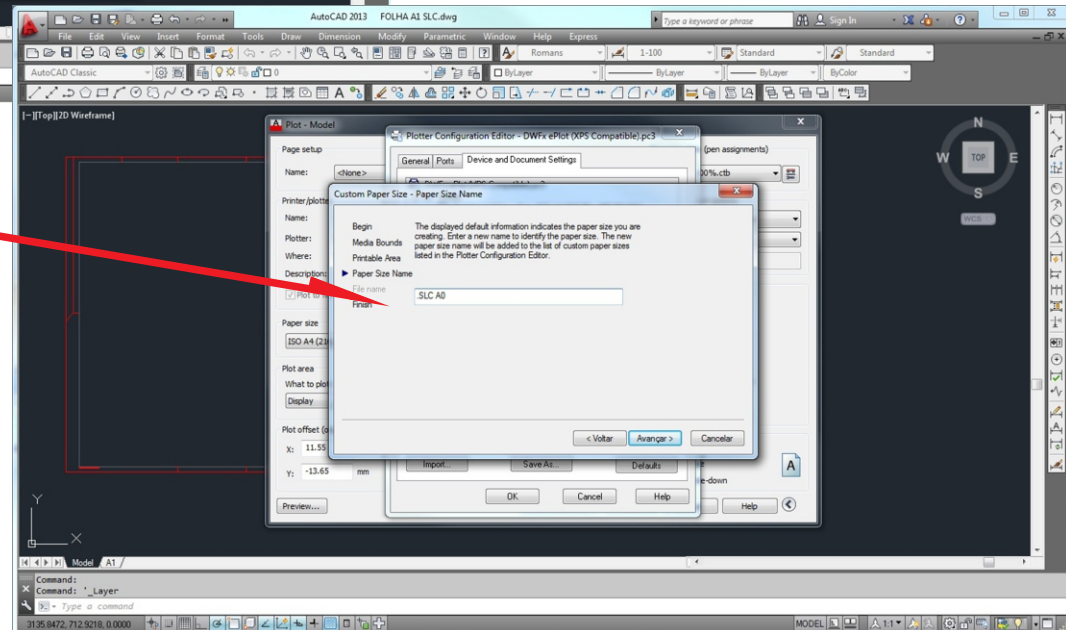 AutoCAD 2013 FOLHA A1 SLC.dwg
Type a keyword or phrase
Sign In
File Edit View Insert Format Tools Draw Dimension Modify Parametric Window Help Express
Romans
1-100
Standard
Standard
AutoCAD Classic
0
ByLayer
ByLayer
ByLayer
ByColor
[−][Top][2D Wireframe]
N
W TOP E
S
WCS
Plot - Model
Page setup
(pen assignments)
Name: <None>
00%.ctb
Printer/plotte
Name:
Plotter:
Where:
Description:
Plot to
Paper size
ISO A4 (21
Plot area
What to plot
Display
Plot offset (o
X: 11.55
Y: -13.65 mm
e-down
Preview...
Help
Plotter Configuration Editor - DWFx ePlot (XPS Compatible).pc3
General Ports Device and Document Settings
Import... Save As... Defaults
OK Cancel Help
Custom Paper Size - Paper Size Name
Begin
Media Bounds
Printable Area
Paper Size Name
File name
Finish
The displayed default information indicates the paper size you are
creating. Enter a new name to identify the paper size. The new
paper size name will be added to the list of custom paper sizes
listed in the Plotter Configuration Editor.
.SLC A0
< Voltar Avançar > Cancelar
Y
X
Model A1
Command:
Command: '_Layer
Type a command
3135.8472, 712.9218, 0.0000
MODEL
1:1